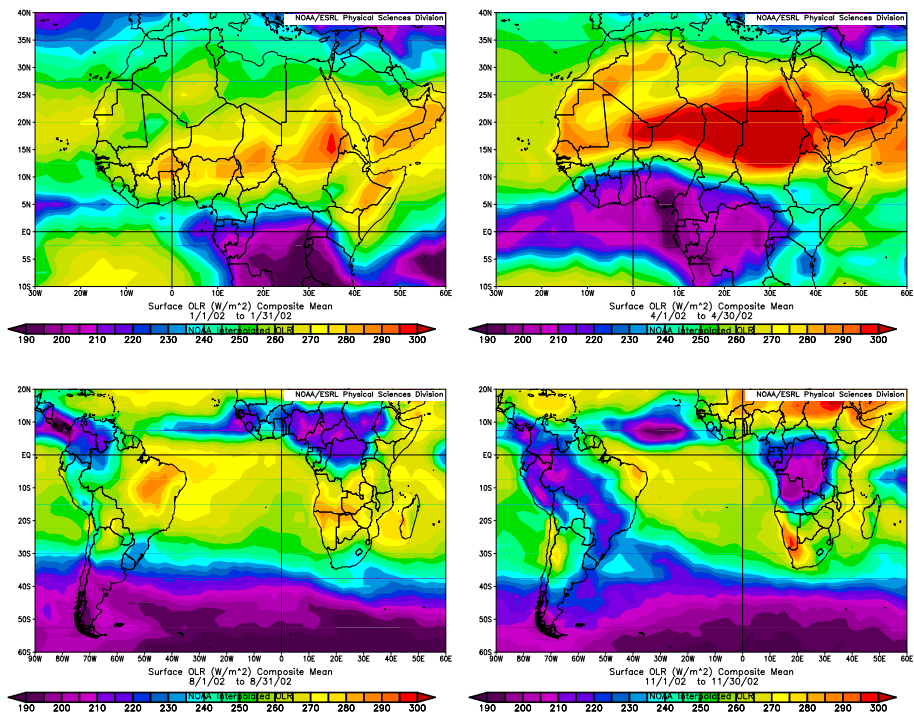 NOAA/ESRL Physical Sciences Division
40N
35N
30N
25N
20N
15N
10N
5N
EQ
5S
10S
30W 20W 10W 0 10E 20E 30E 40E 50E 60E
Surface OLR (W/m^2) Composite Mean
1/1/02 to 1/31/02
NOAA Interpolated OLR
190 200 210 220 230 240 250 260 270 280 290 300
NOAA/ESRL Physical Sciences Division
40N
35N
30N
25N
20N
15N
10N
5N
EQ
5S
10S
30W 20W 10W 0 10E 20E 30E 40E 50E 60E
Surface OLR (W/m^2) Composite Mean
4/1/02 to 4/30/02
NOAA Interpolated OLR
190 200 210 220 230 240 250 260 270 280 290 300
NOAA/ESRL Physical Sciences Division
20N
10N
EQ
10S
20S
30S
40S
50S
60S
90W 80W 70W 60W 50W 40W 30W 20W 10W 0 10E 20E 30E 40E 50E 60E
Surface OLR (W/m^2) Composite Mean
8/1/02 to 8/31/02
NOAA Interpolated OLR
190 200 210 220 230 240 250 260 270 280 290 300
NOAA/ESRL Physical Sciences Division
20N
10N
EQ
10S
20S
30S
40S
50S
60S
90W 80W 70W 60W 50W 40W 30W 20W 10W 0 10E 20E 30E 40E 50E 60E
Surface OLR (W/m^2) Composite Mean
11/1/02 to 11/30/02
NOAA Interpolated OLR
190 200 210 220 230 240 250 260 270 280 290 300